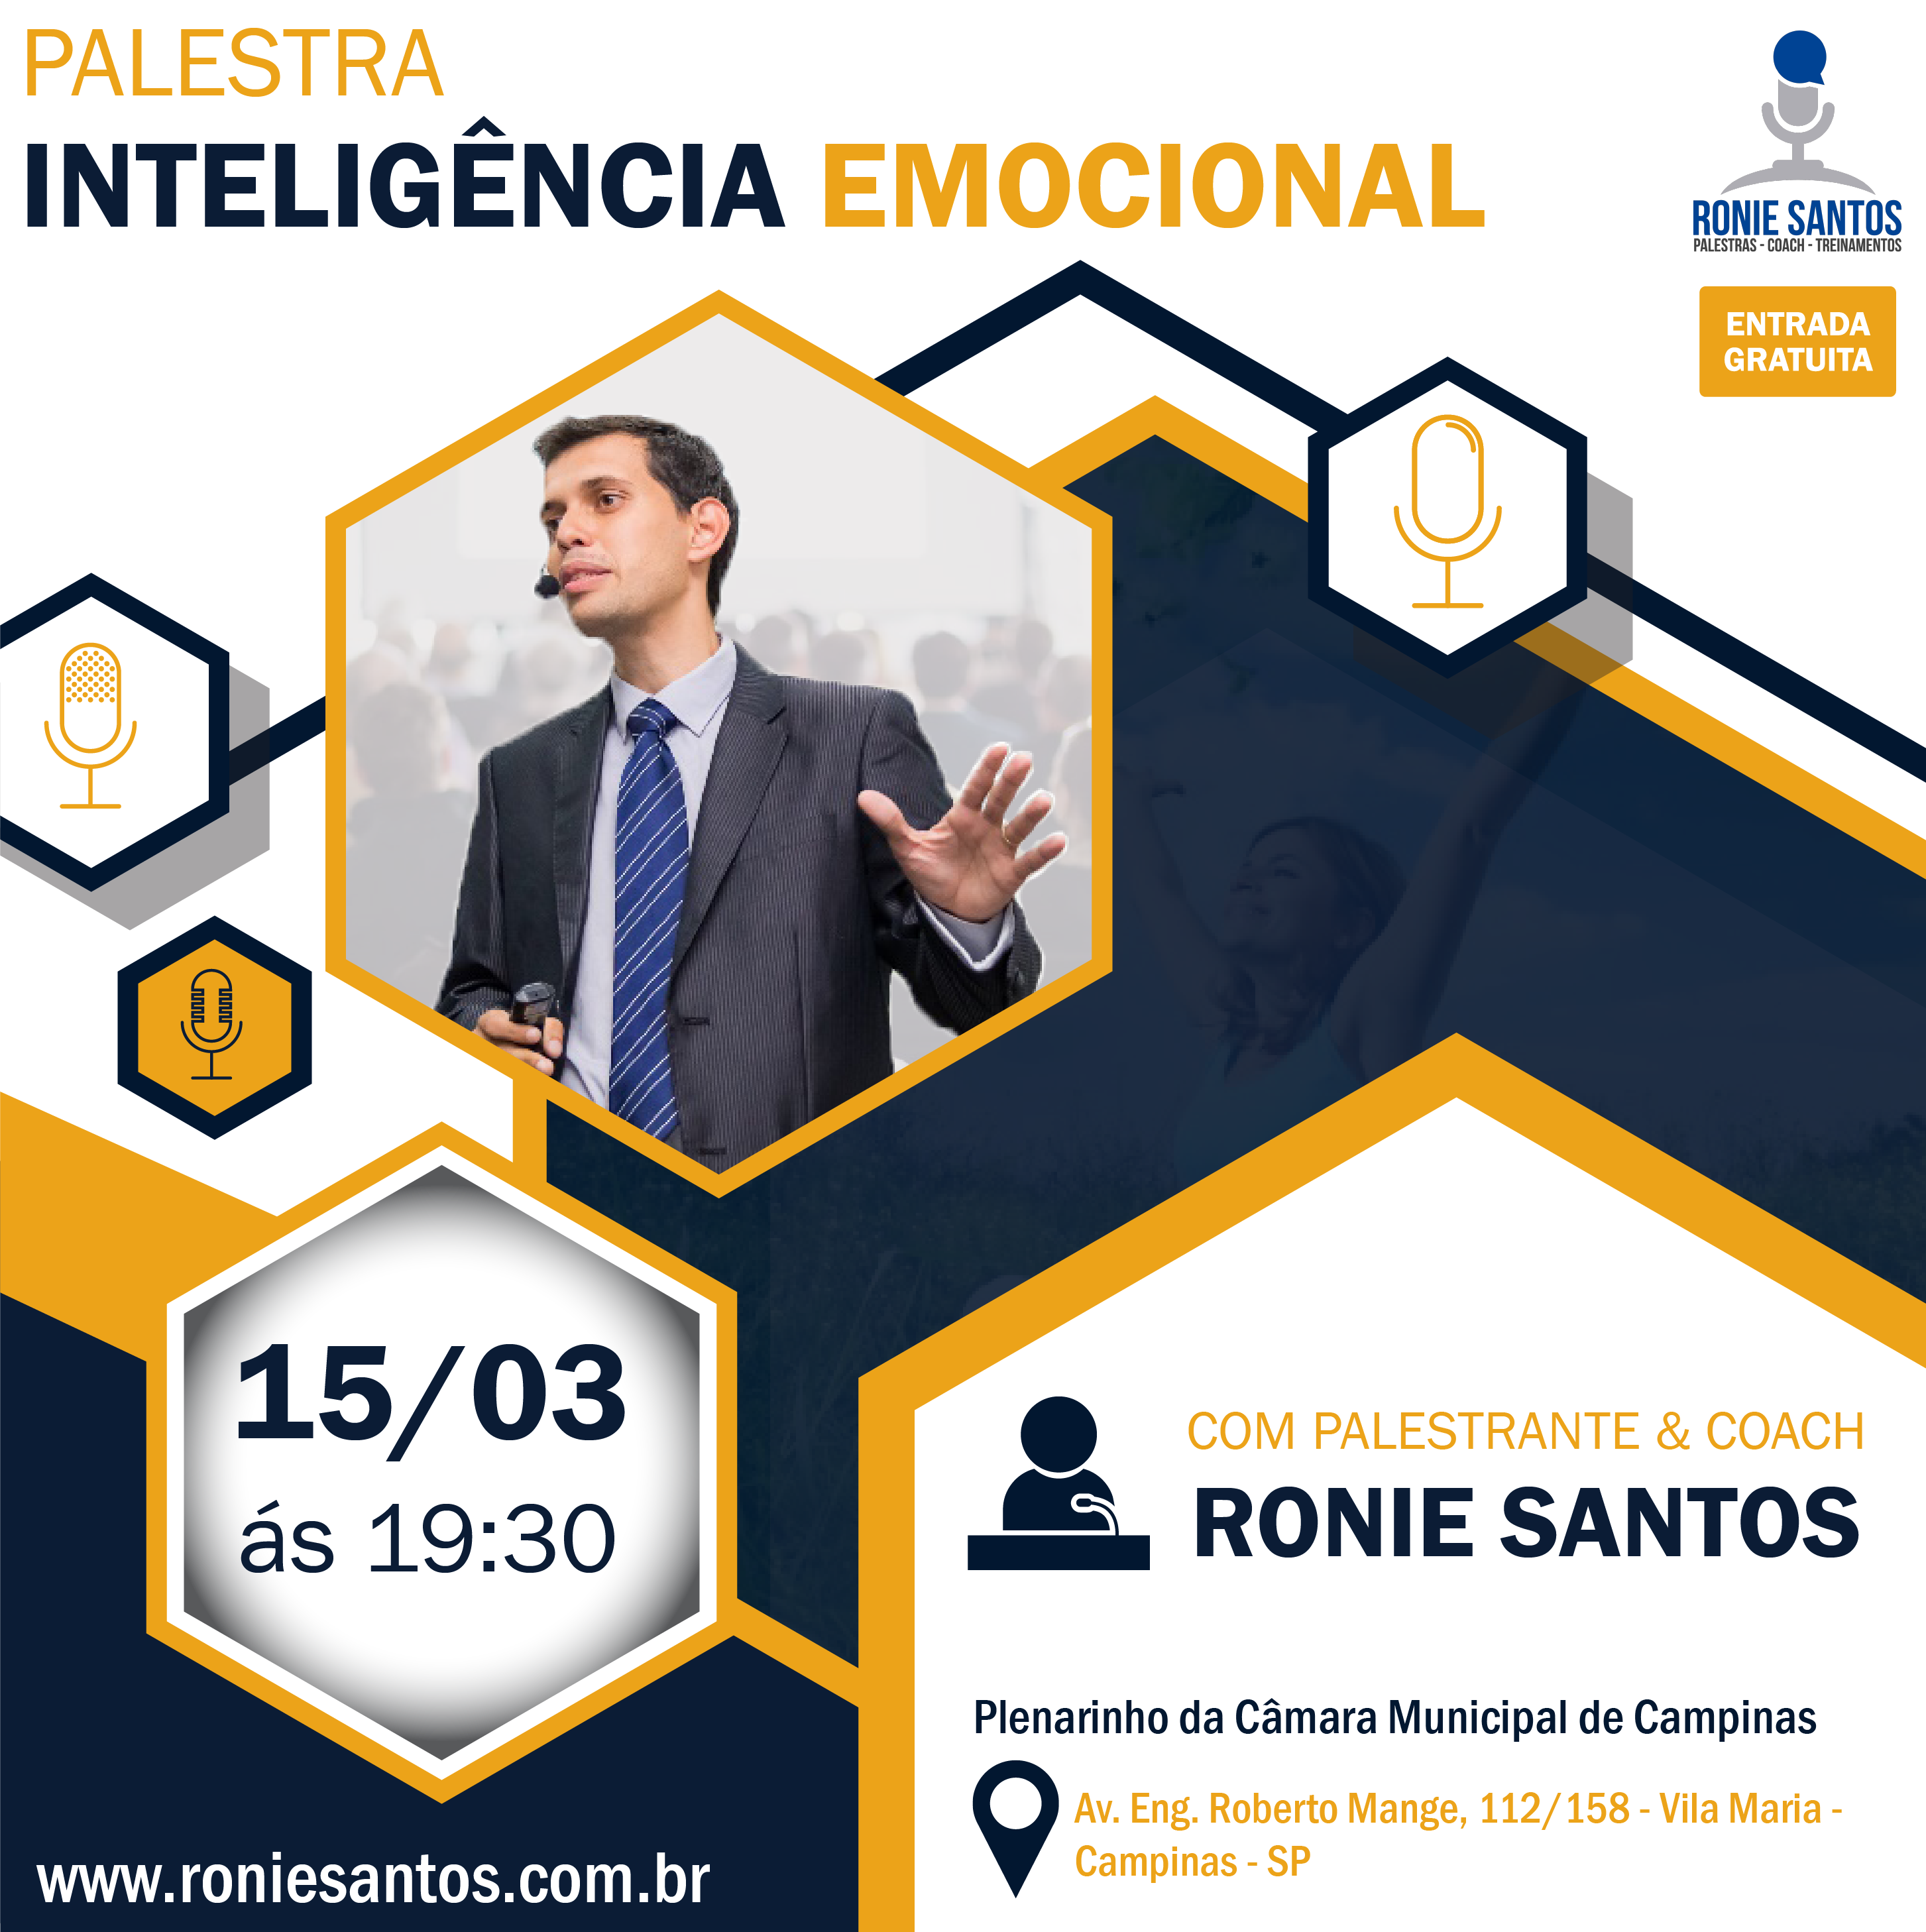 PALESTRA
INTELIGÊNCIA EMOCIONAL
RONIE SANTOS
PALESTRAS - COACH - TREINAMENTOS
ENTRADA
GRATUITA
15/03
ás 19:30
COM PALESTRANTE & COACH
RONIE SANTOS
Plenarinho da Câmara Municipal de Campinas
Av. Eng. Roberto Mange, 112/158 - Vila Maria -
Campinas - SP
www.roniesantos.com.br